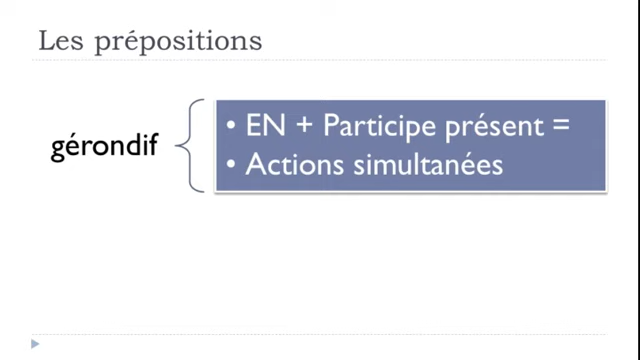 Les prépositions
gérondif
• EN + Participe présent =
• Actions simultanées